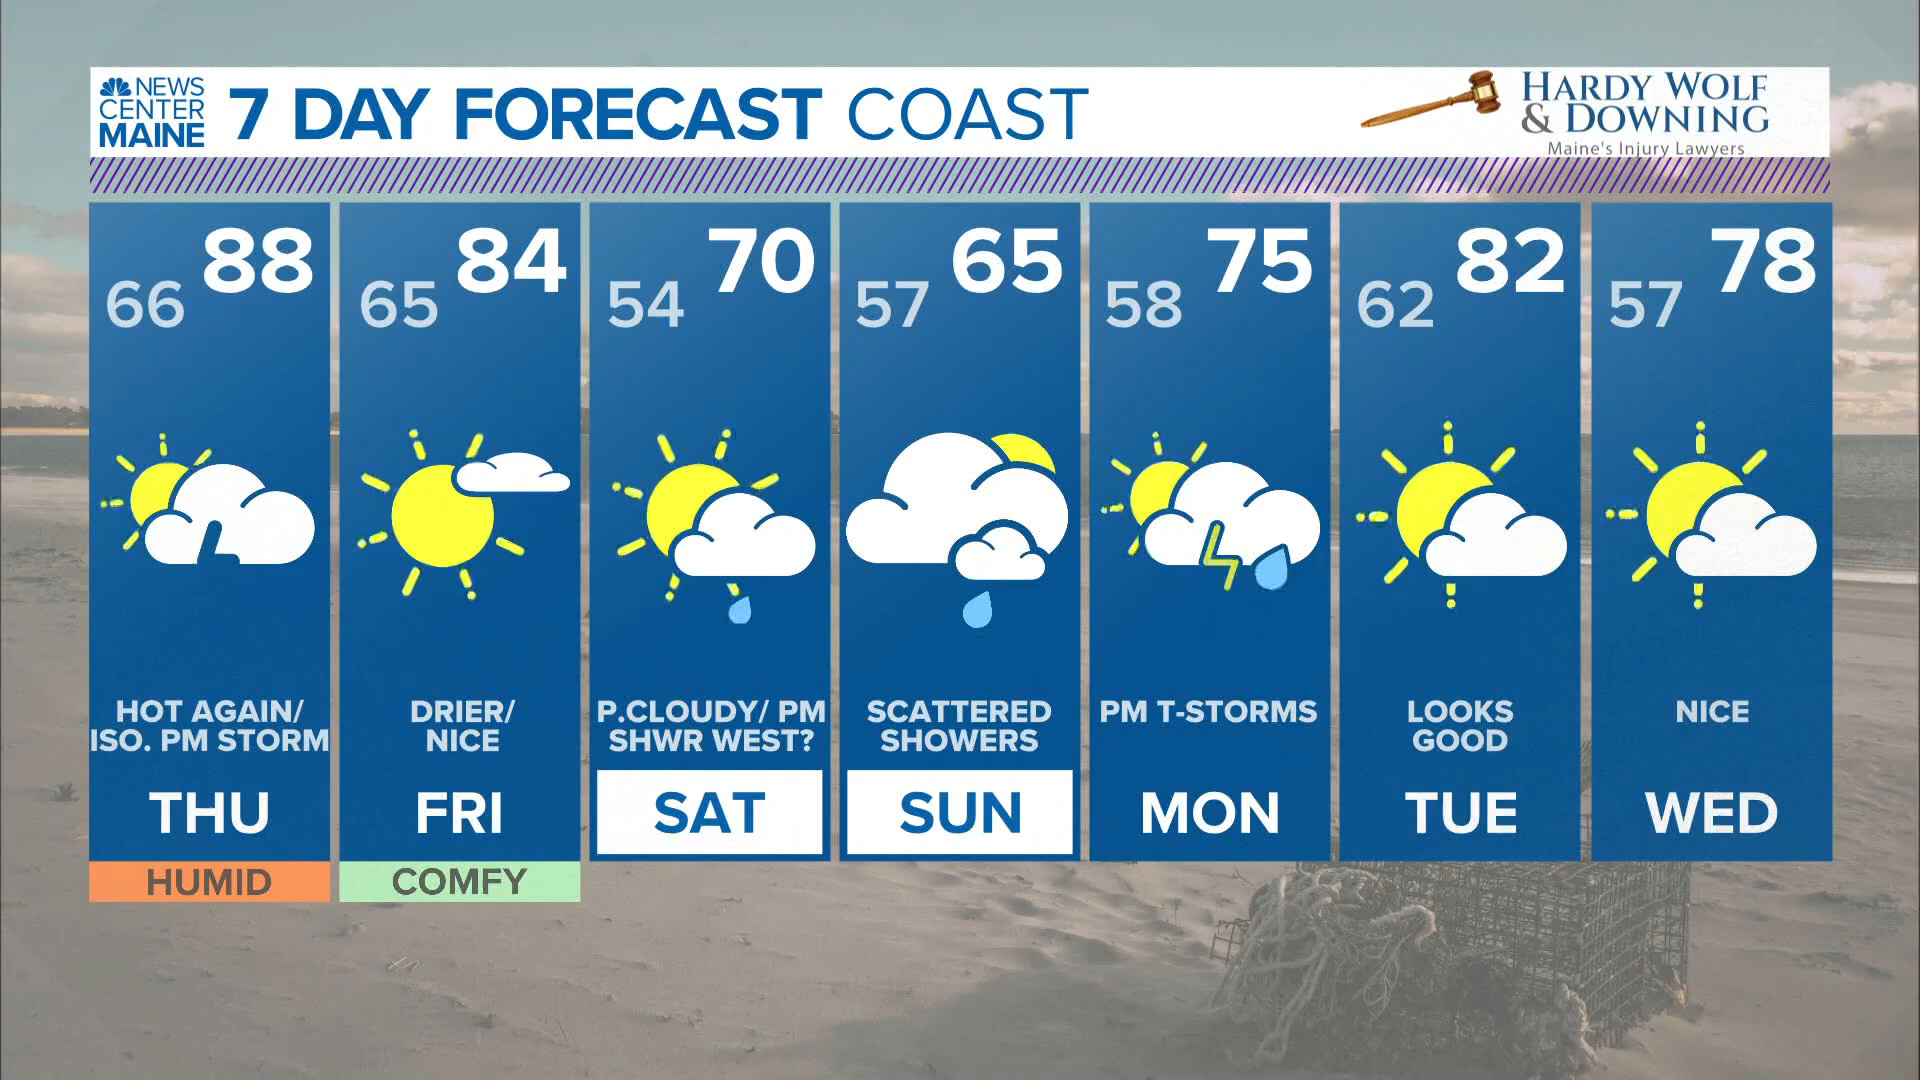 NEWS
CENTER
MAINE
7 DAY FORECAST COAST
HARDY WOLF
& DOWNING
Maine's Injury Lawyers
66 88
HOT AGAIN/
ISO. PM STORM
THU
HUMID
65 84
DRIER/
NICE
FRI
COMFY
54 70
P.CLOUDY/ PM
SHWR WEST?
SAT
57 65
SCATTERED
SHOWERS
SUN
58 75
PM T-STORMS
MON
62 82
LOOKS
GOOD
TUE
57 78
NICE
WED